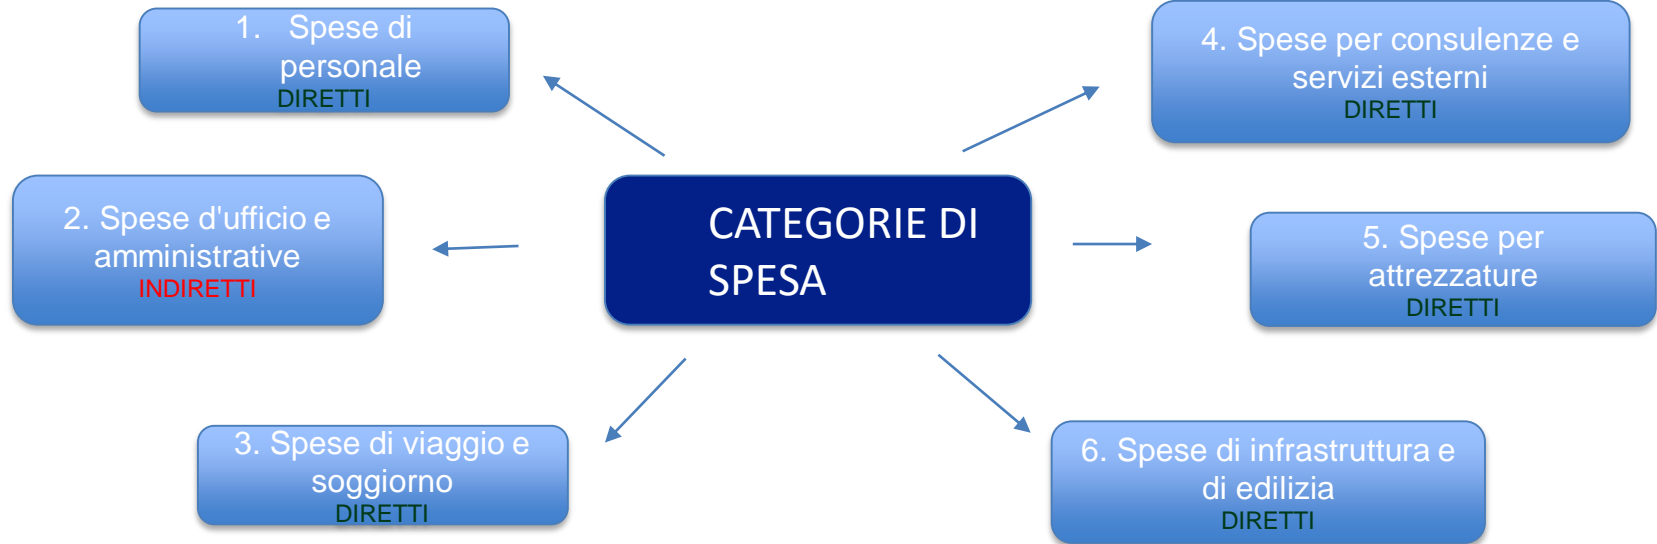 1. Spese di
personale
DIRETTI
2. Spese d'ufficio e
amministrative
INDIRETTI
3. Spese di viaggio e
soggiorno
DIRETTI
CATEGORIE DI
SPESA
4. Spese per consulenze e
servizi esterni
DIRETTI
5. Spese per
attrezzature
DIRETTI
6. Spese di infrastruttura e
di edilizia
DIRETTI